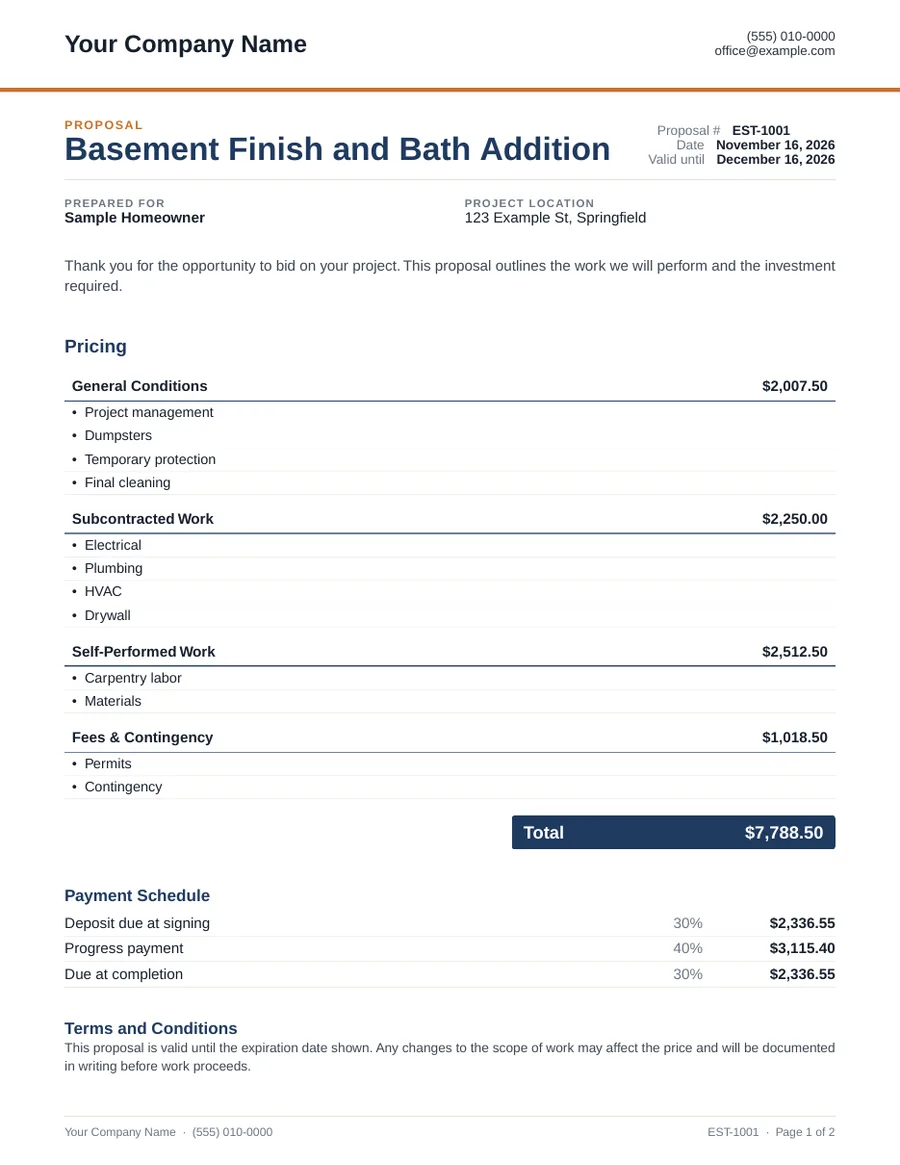 Your Company Name
(555) 010-0000
office@example.com
PROPOSAL
Basement Finish and Bath Addition
Proposal # EST-1001
Date November 16, 2026
Valid until December 16, 2026
PREPARED FOR
Sample Homeowner
PROJECT LOCATION
123 Example St, Springfield
Thank you for the opportunity to bid on your project. This proposal outlines the work we will perform and the investment
required.
Pricing
General Conditions $2,007.50
• Project management
• Dumpsters
• Temporary protection
• Final cleaning
Subcontracted Work $2,250.00
• Electrical
• Plumbing
• HVAC
• Drywall
Self-Performed Work $2,512.50
• Carpentry labor
• Materials
Fees & Contingency $1,018.50
• Permits
• Contingency
Total $7,788.50
Payment Schedule
Deposit due at signing 30% $2,336.55
Progress payment 40% $3,115.40
Due at completion 30% $2,336.55
Terms and Conditions
This proposal is valid until the expiration date shown. Any changes to the scope of work may affect the price and will be documented
in writing before work proceeds.
Your Company Name · (555) 010-0000
EST-1001 · Page 1 of 2